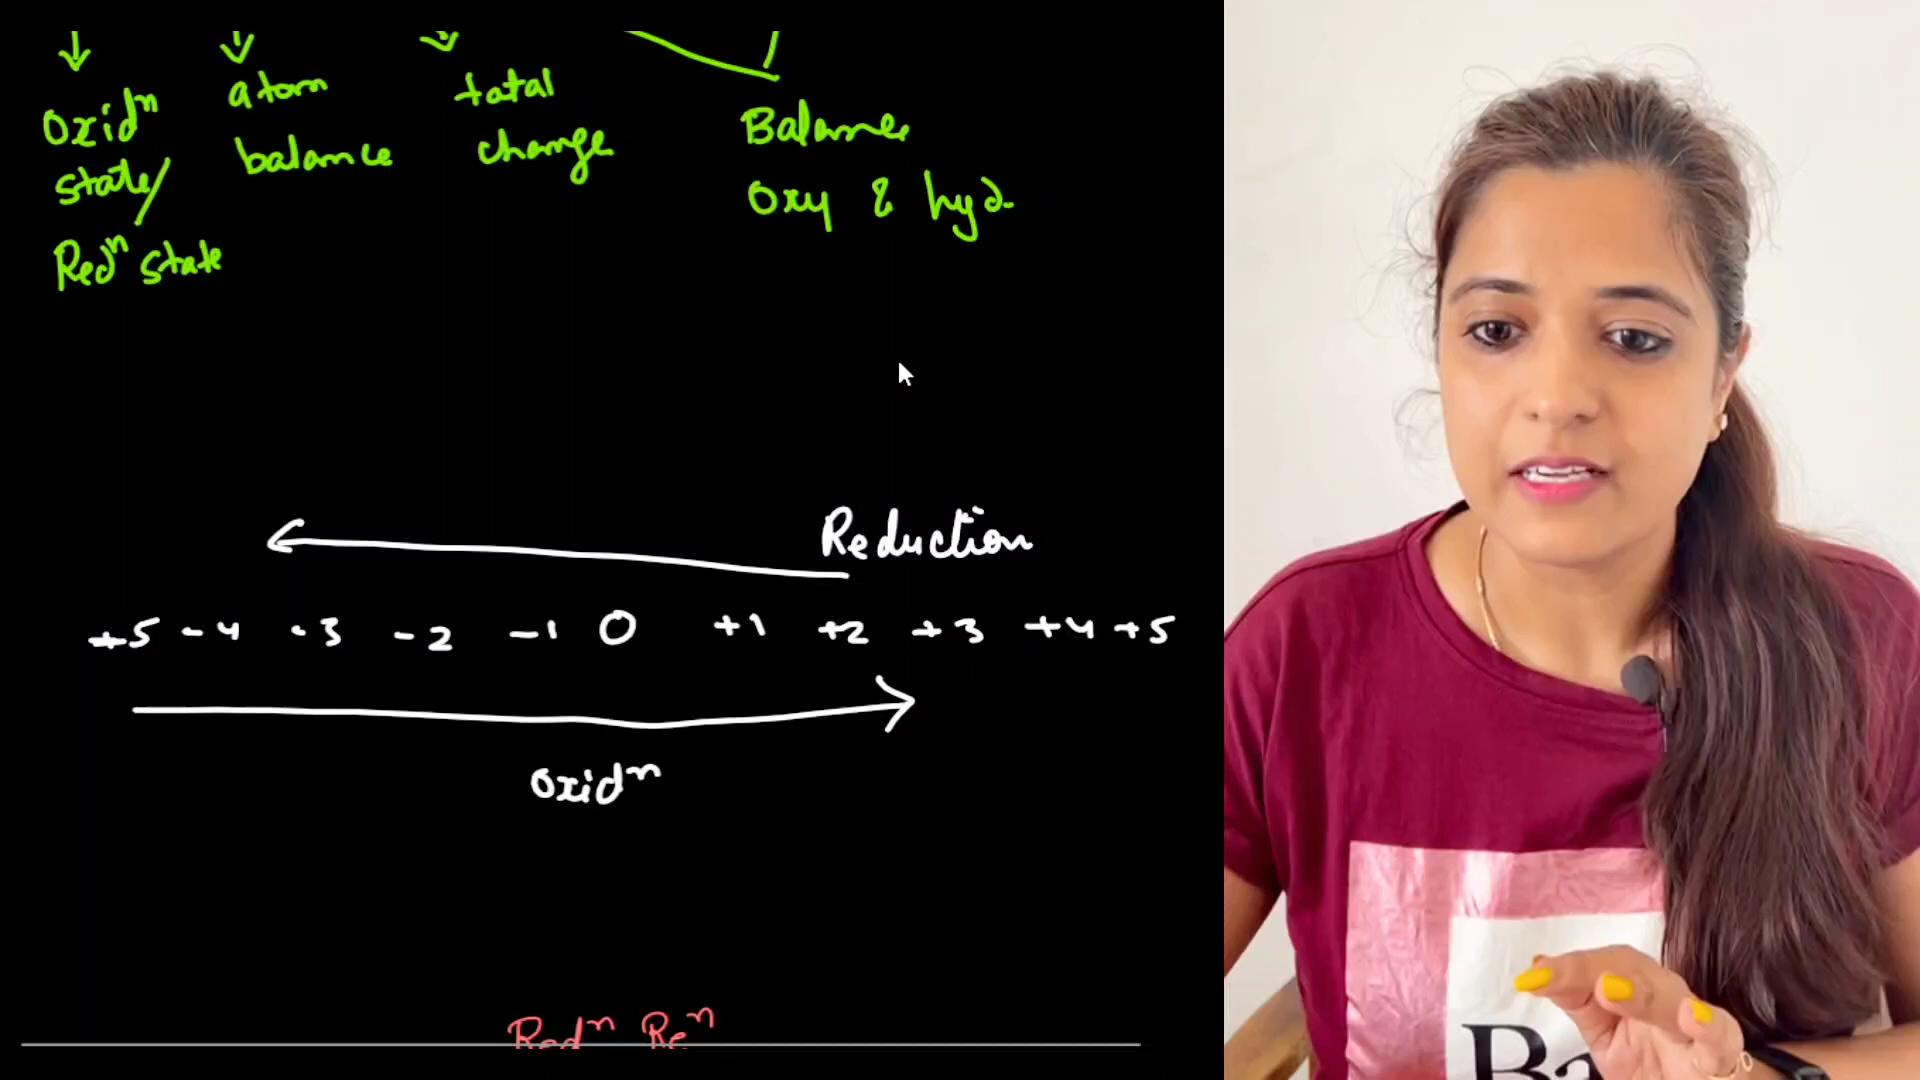 Oxidⁿ
state/
Redⁿ state
atom
balance
total
change
Balance
Oxy & hyd.
Reduction
+5 -4 -3 -2 -1 0 +1 +2 +3 +4 +5
Oxidⁿ
Redⁿ Reⁿ
Ba